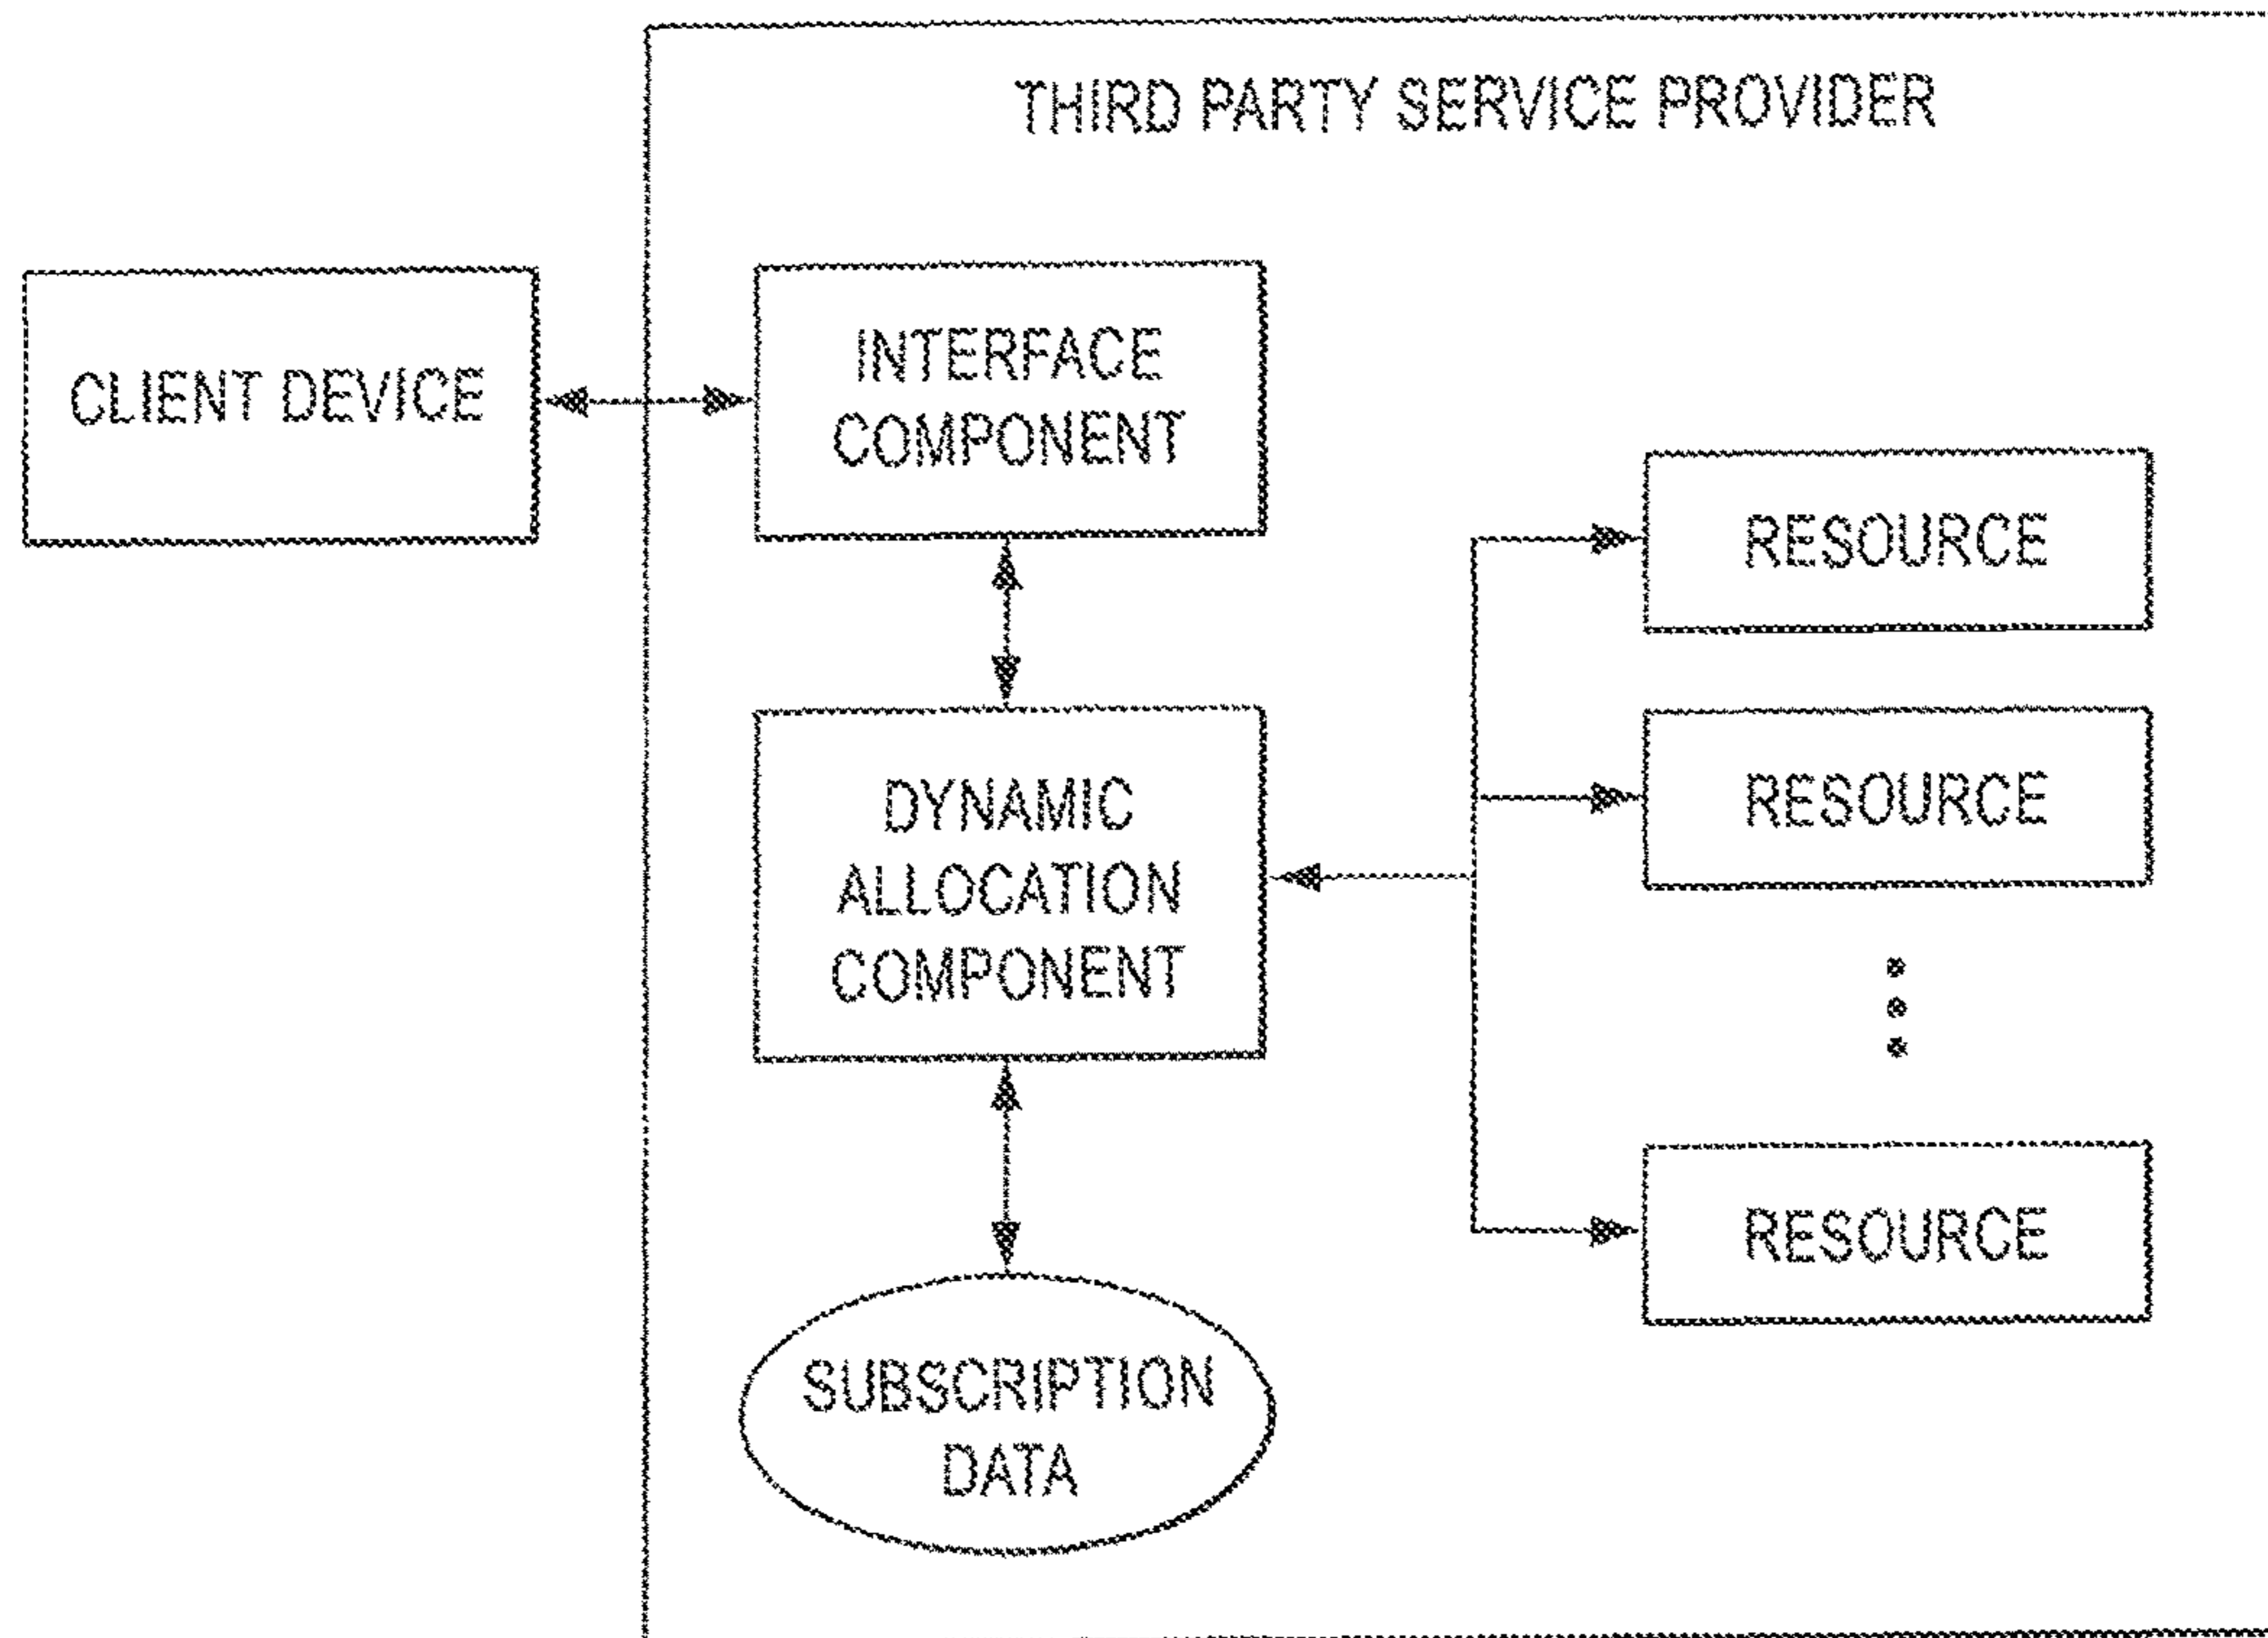 THIRD PARTY SERVICE PROVIDER
CLIENT DEVICE
INTERFACE
COMPONENT
RESOURCE
DYNAMIC
ALLOCATION
COMPONENT
RESOURCE
RESOURCE
SUBSCRIPTION
DATA